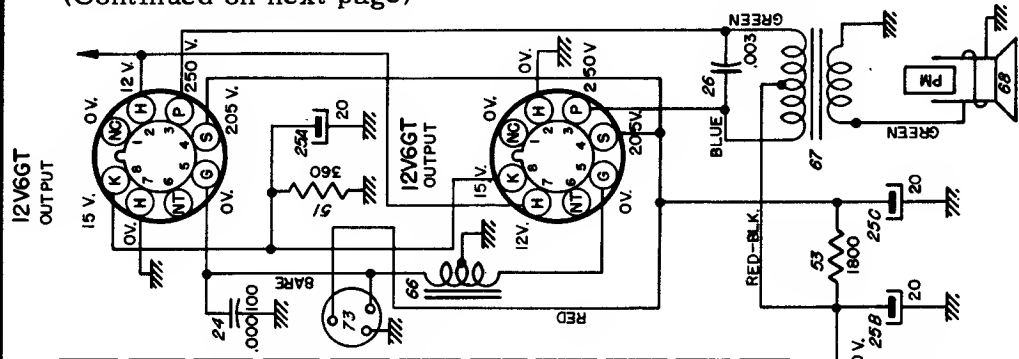 (Continued on next page)
12V6GT
OUTPUT
15 V.
0V.
12 V.
250 V.
205 V.
0V.
0V.
K
NC
H
P
S
G
NT
H
8
1
2
3
4
5
6
7
25A
20
51
360
12V6GT
OUTPUT
15 V.
0V.
0V.
250V
205V.
0V.
12V.
K
NC
H
P
S
G
NT
H
8
1
2
3
4
5
6
7
24
.000100
BARE
73
66
RED
GREEN
26
.003
BLUE
67
GREEN
PM
68
RED-BLK.
53
1800
25C
20
25B
20
0V.